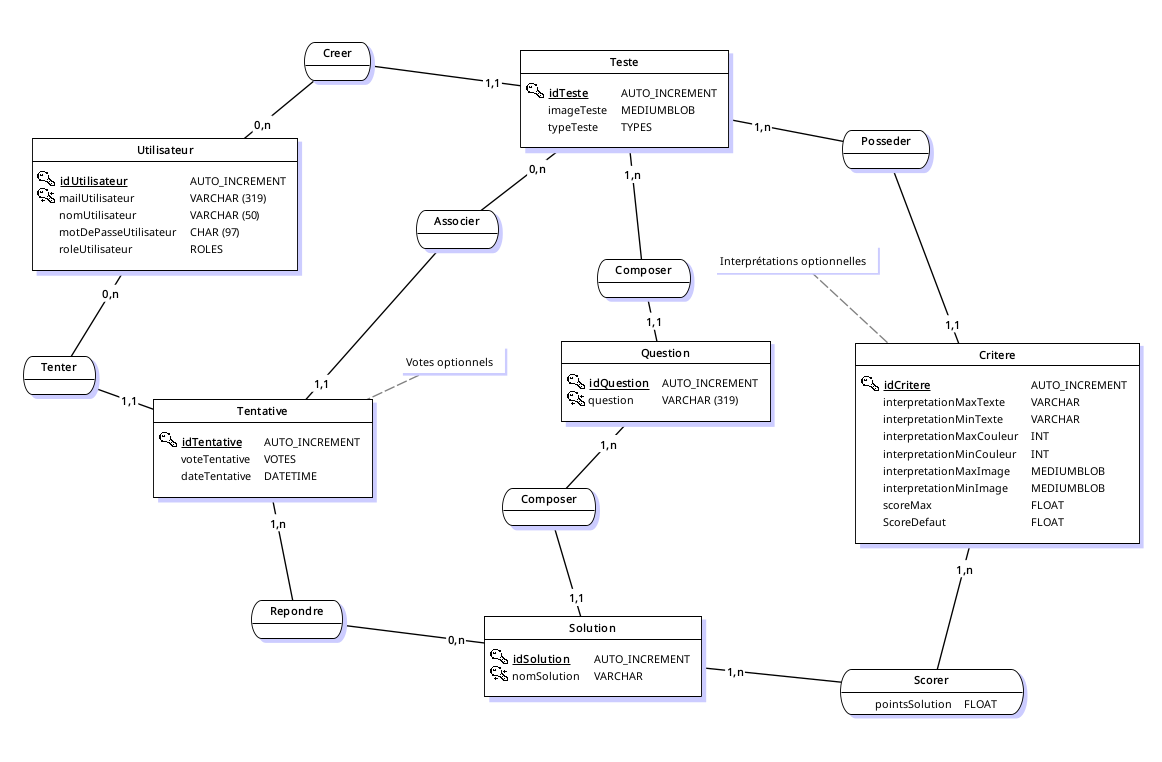 Creer
1,1
0,n
Teste
idTeste AUTO_INCREMENT
imageTeste MEDIUMBLOB
typeTeste TYPES
1,n
Posseder
Utilisateur
idUtilisateur AUTO_INCREMENT
mailUtilisateur VARCHAR (319)
nomUtilisateur VARCHAR (50)
motDePasseUtilisateur CHAR (97)
roleUtilisateur ROLES
0,n
1,n
Associer
Composer
Interprétations optionnelles
0,n
1,1
1,1
Tenter
1,1
1,1
Votes optionnels
Question
idQuestion AUTO_INCREMENT
question VARCHAR (319)
Critere
idCritere AUTO_INCREMENT
interpretationMaxTexte VARCHAR
interpretationMinTexte VARCHAR
interpretationMaxCouleur INT
interpretationMinCouleur INT
interpretationMaxImage MEDIUMBLOB
interpretationMinImage MEDIUMBLOB
scoreMax FLOAT
ScoreDefaut FLOAT
Tentative
idTentative AUTO_INCREMENT
voteTentative VOTES
dateTentative DATETIME
1,n
Composer
1,n
1,n
1,1
Repondre
0,n
Solution
idSolution AUTO_INCREMENT
nomSolution VARCHAR
1,n
Scorer
pointsSolution FLOAT